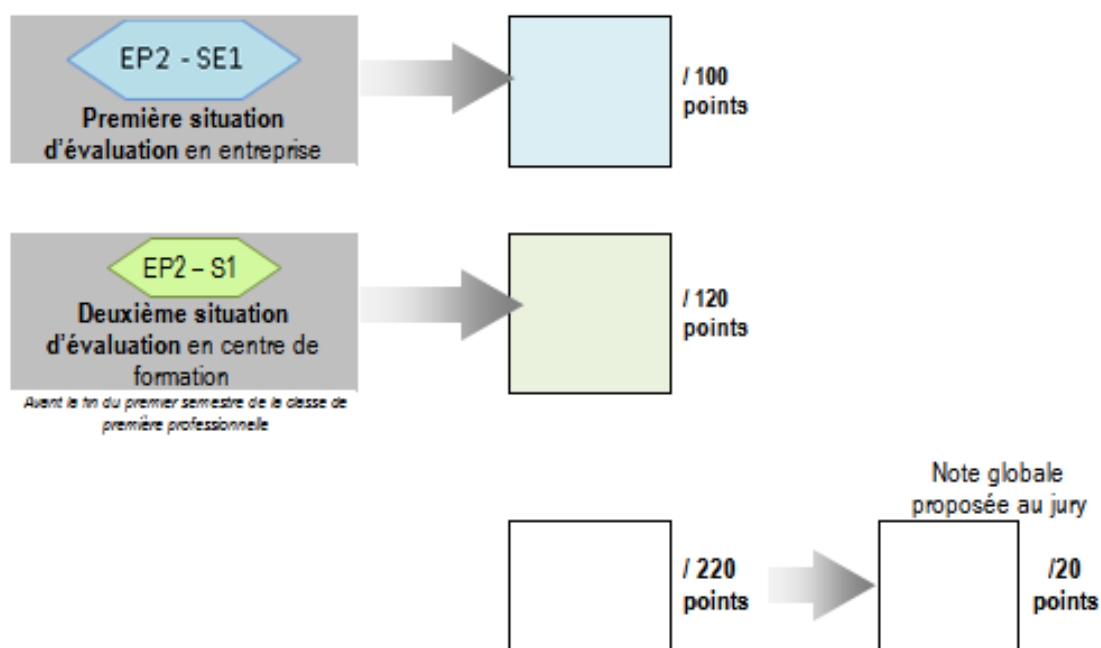 EP2 - SE1
Première situation
d'évaluation en entreprise
/ 100
points
EP2 – S1
Deuxième situation
d'évaluation en centre de
formation
Avant la fin du premier semestre de la classe de
première professionnelle
/ 120
points
Note globale
proposée au jury
/ 220
points
/20
points